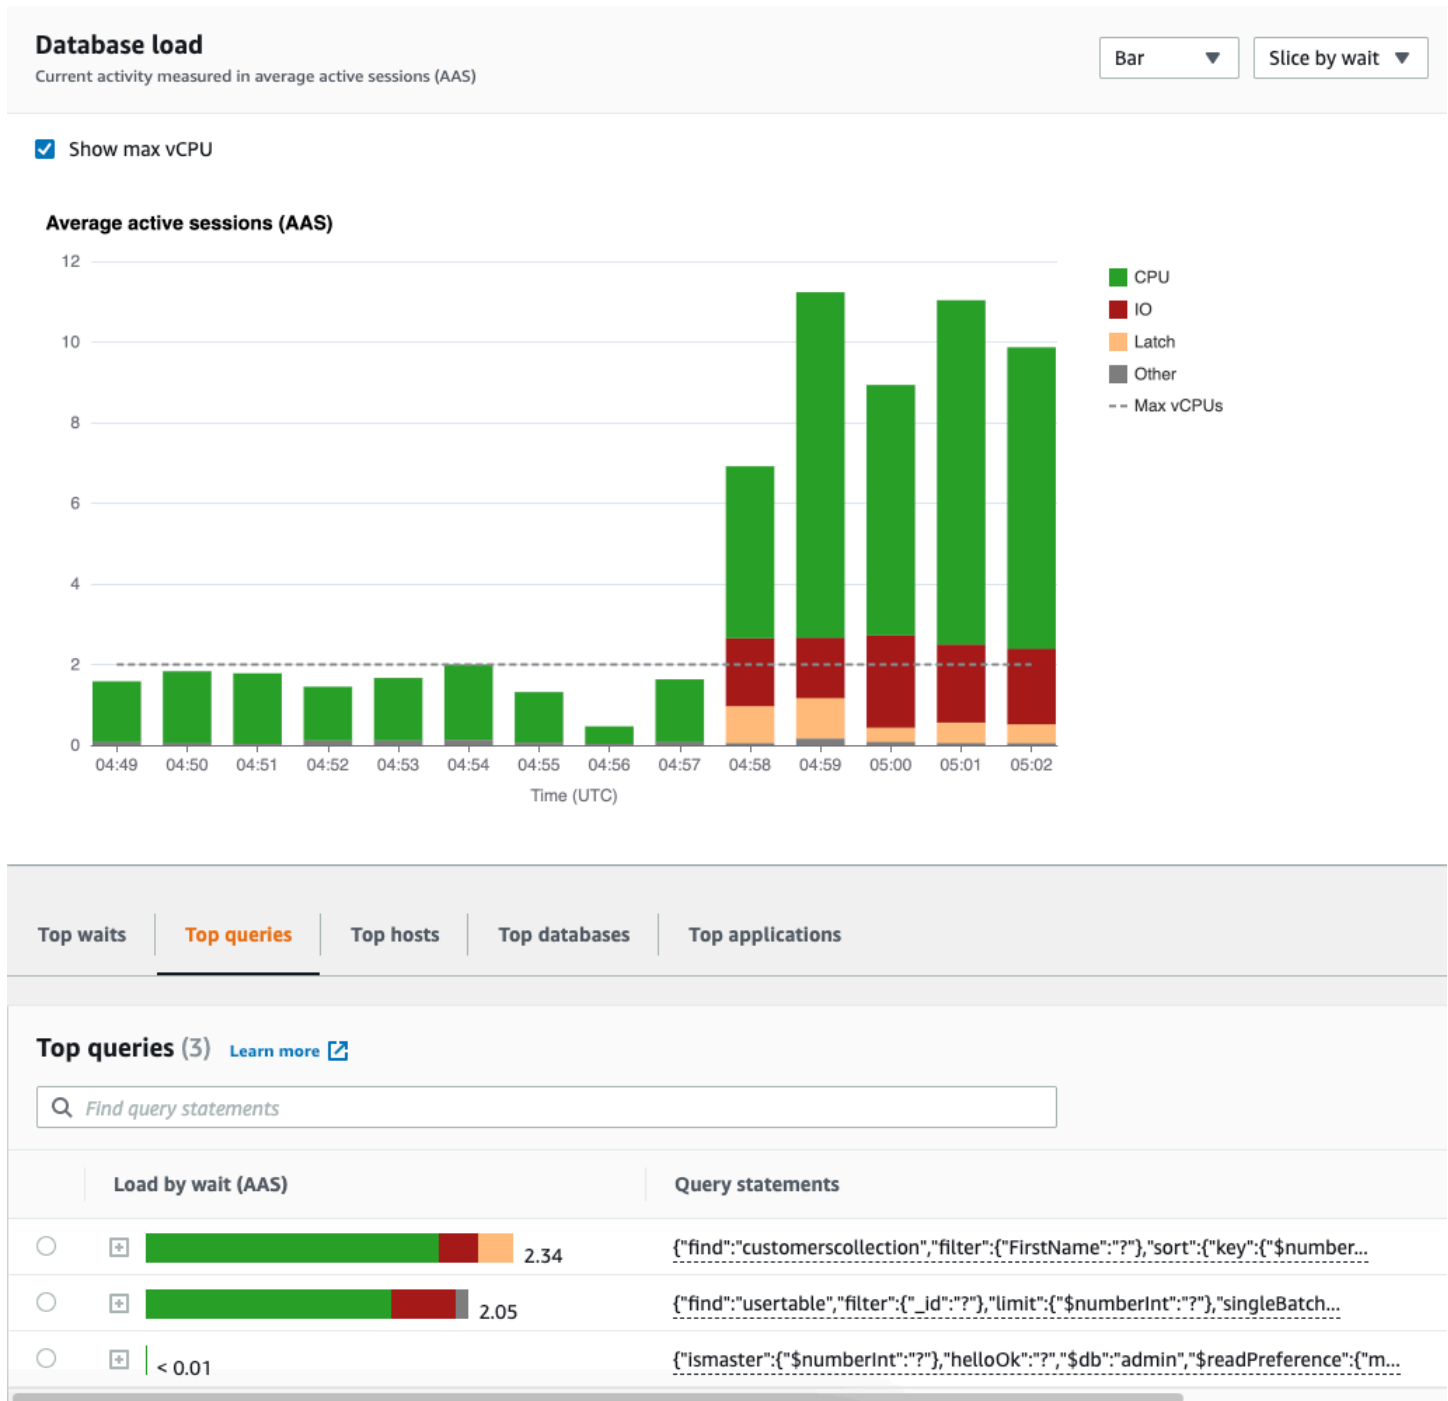 Database load
Current activity measured in average active sessions (AAS)
Bar
Slice by wait
Show max vCPU
Average active sessions (AAS)
12
10
8
6
4
2
0
CPU
IO
Latch
Other
Max vCPUs
04:49 04:50 04:51 04:52 04:53 04:54 04:55 04:56 04:57 04:58 04:59 05:00 05:01 05:02
Time (UTC)
Top waits Top queries Top hosts Top databases Top applications
Top queries (3) Learn more
Find query statements
Load by wait (AAS) Query statements
2.34 {"find":"customerscollection","filter":{"FirstName":"?"},"sort":{"key":{"$number...
2.05 {"find":"usertable","filter":{"_id":"?"},"limit":{"$numberInt":"?"},"singleBatch...
< 0.01 {"ismaster":{"$numberInt":"?"},"helloOk":"?","$db":"admin","$readPreference":{"m...